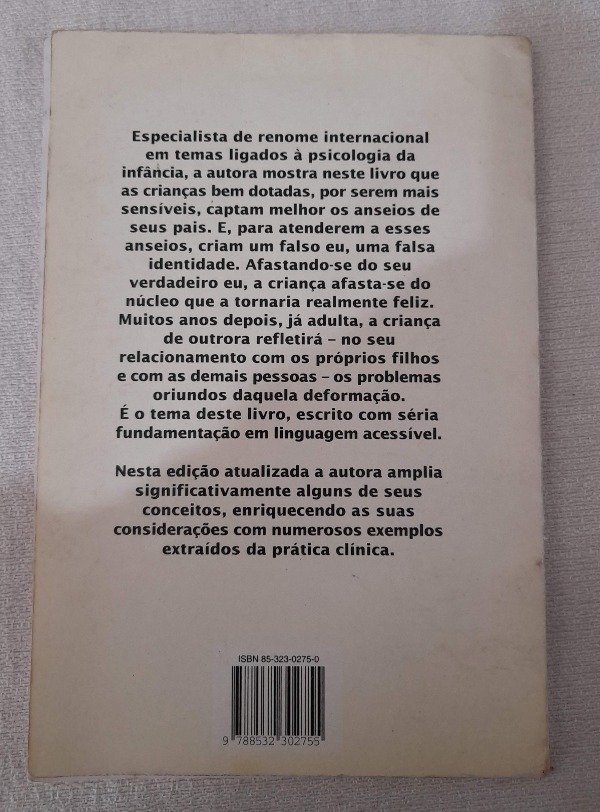 Especialista de renome internacional
em temas ligados à psicologia da
infância, a autora mostra neste livro que
as crianças bem dotadas, por serem mais
sensíveis, captam melhor os anseios de
seus pais. E, para atenderem a esses
anseios, criam um falso eu, uma falsa
identidade. Afastando-se do seu
verdadeiro eu, a criança afasta-se do
núcleo que a tornaria realmente feliz.
Muitos anos depois, já adulta, a criança
de outrora refletirá – no seu
relacionamento com os próprios filhos
e com as demais pessoas – os problemas
oriundos daquela deformação.
É o tema deste livro, escrito com séria
fundamentação em linguagem acessível.
Nesta edição atualizada a autora amplia
significativamente alguns de seus
conceitos, enriquecendo as suas
considerações com numerosos exemplos
extraídos da prática clínica.
ISBN 85-323-0275-0
9 788532 302755